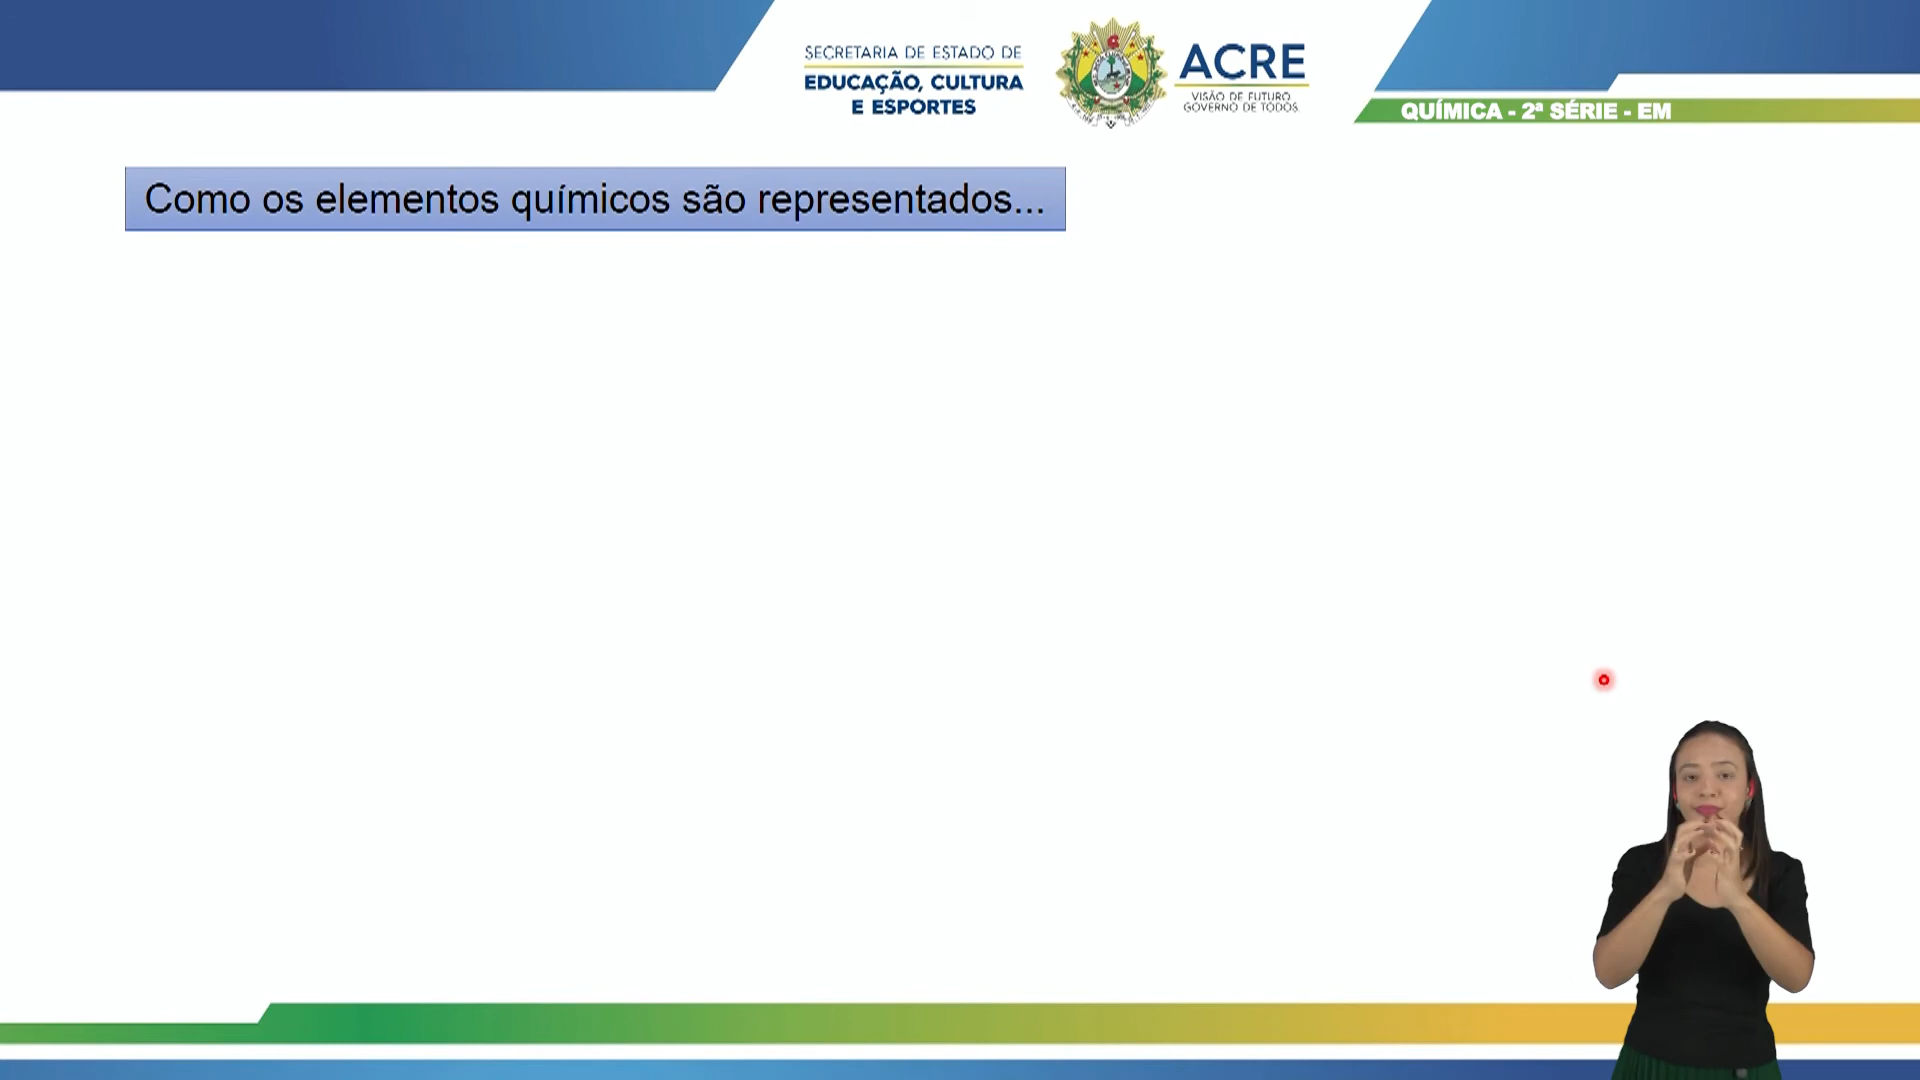 SECRETARIA DE ESTADO DE
EDUCAÇÃO, CULTURA
E ESPORTES
ACRE
VISÃO DE FUTURO
GOVERNO DE TODOS
QUÍMICA - 2ª SÉRIE - EM
Como os elementos químicos são representados...